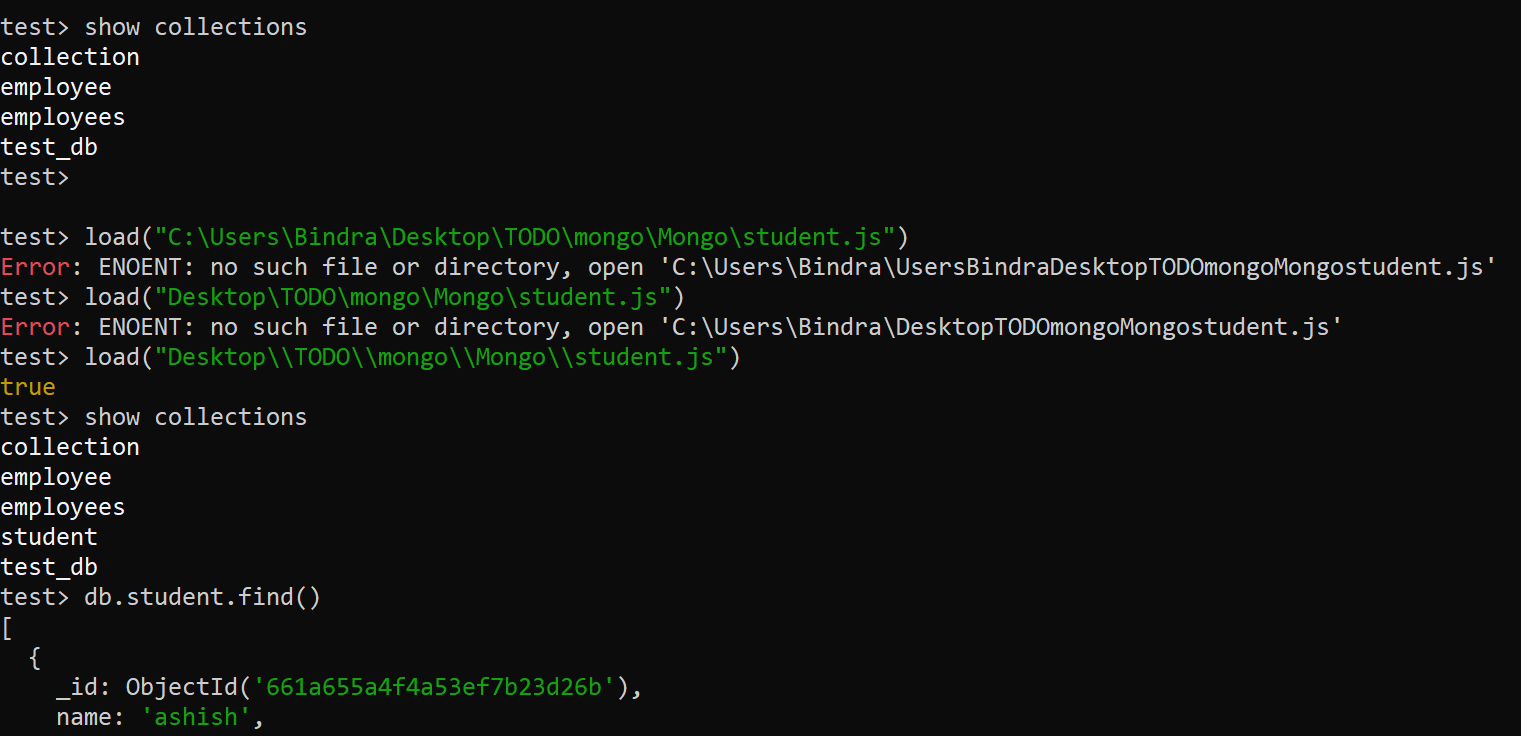 test> show collections
collection
employee
employees
test_db
test>
test> load("C:\Users\Bindra\Desktop\TODO\mongo\Mongo\student.js")
Error: ENOENT: no such file or directory, open 'C:\Users\Bindra\UsersBindraDesktopTODOmongoMongostudent.js'
test> load("Desktop\TODO\mongo\Mongo\student.js")
Error: ENOENT: no such file or directory, open 'C:\Users\Bindra\DesktopTODOmongoMongostudent.js'
test> load("Desktop\\TODO\\mongo\\Mongo\\student.js")
true
test> show collections
collection
employee
employees
student
test_db
test> db.student.find()
[
  {
    _id: ObjectId('661a655a4f4a53ef7b23d26b'),
    name: 'ashish',